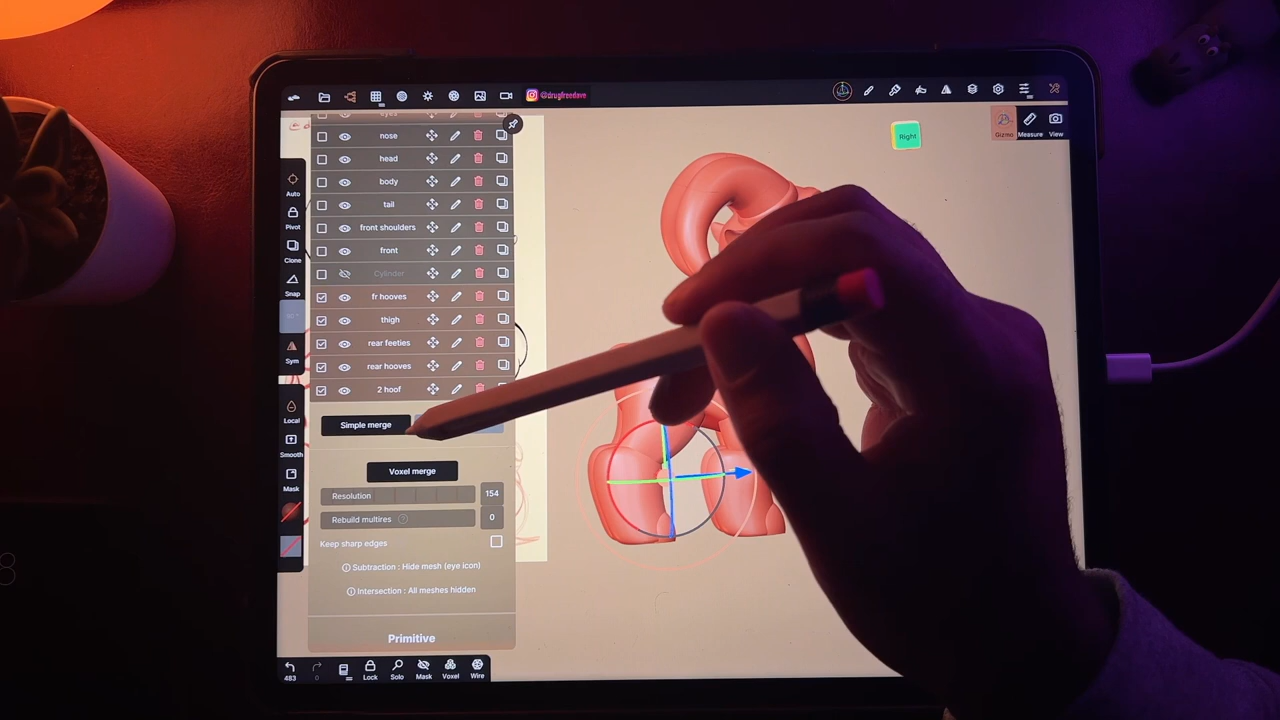 @drugfreedave
Right
Gizmo
Measure
View
eyes
nose
head
body
tail
front shoulders
front
Cylinder
fr hooves
thigh
rear feeties
rear hooves
2 hoof
Simple merge
Voxel merge
Resolution 154
Rebuild multires ? 0
Keep sharp edges
Subtraction : Hide mesh (eye icon)
Intersection : All meshes hidden
Primitive
Auto
Pivot
Clone
Snap
Sym
Local
Smooth
Mask
483
0
Lock
Solo
Mask
Voxel
Wire